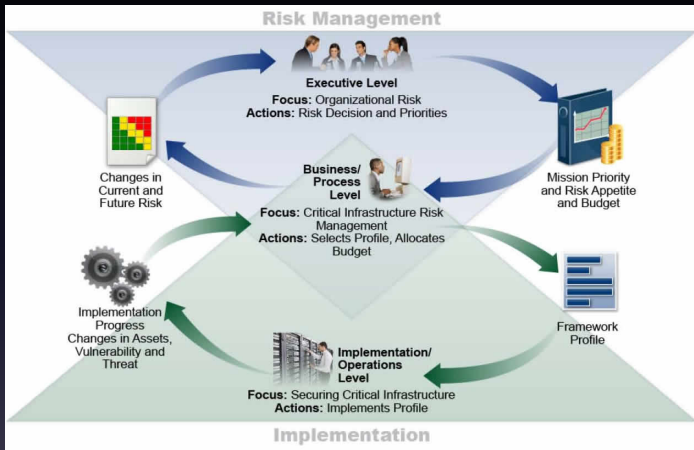 Risk Management
Executive Level
Focus: Organizational Risk
Actions: Risk Decision and Priorities
Changes in
Current and
Future Risk
Mission Priority
and Risk Appetite
and Budget
Business/
Process
Level
Focus: Critical Infrastructure Risk
Management
Actions: Selects Profile, Allocates
Budget
Implementation
Progress
Changes in Assets,
Vulnerability and
Threat
Framework
Profile
Implementation/
Operations
Level
Focus: Securing Critical Infrastructure
Actions: Implements Profile
Implementation